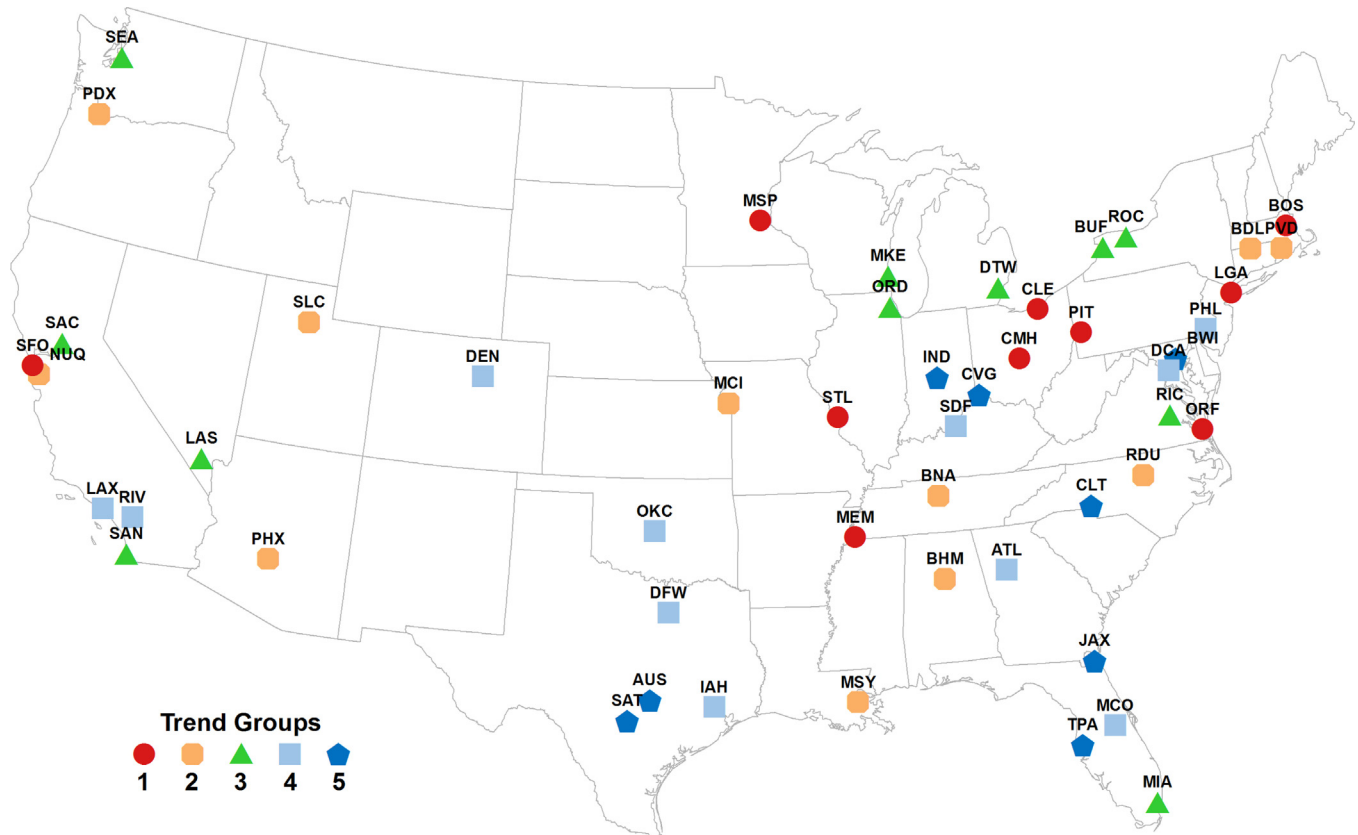 SEA
PDX
MSP
BOS
ROC
BUF
BDL
PVD
MKE
DTW
LGA
ORD
CLE
SLC
PIT
PHL
SAC
SFO
NUQ
CMH
BWI
DEN
IND
DCA
CVG
MCI
STL
SDF
RIC
ORF
LAS
RDU
BNA
CLT
LAX
RIV
OKC
MEM
SAN
PHX
BHM
ATL
DFW
JAX
AUS
IAH
MSY
SAT
MCO
TPA
MIA
Trend Groups
1 2 3 4 5